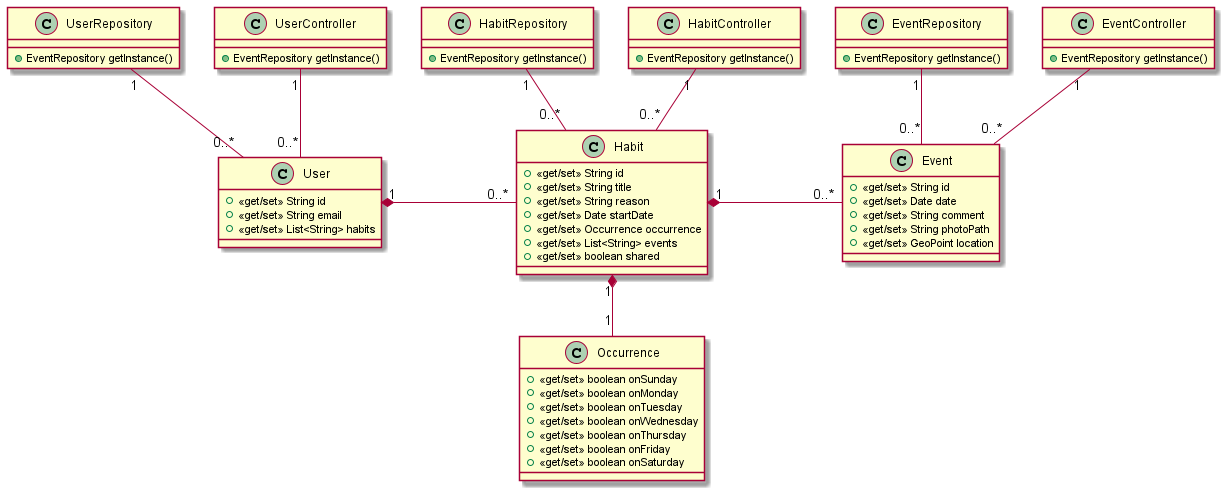 C UserRepository
EventRepository getInstance()
C UserController
EventRepository getInstance()
C HabitRepository
EventRepository getInstance()
C HabitController
EventRepository getInstance()
C EventRepository
EventRepository getInstance()
C EventController
EventRepository getInstance()
1
0..*
1
0..*
1
0..*
1
0..*
1
0..*
1
0..*
C User
«get/set» String id
«get/set» String email
«get/set» List<String> habits
1
0..*
C Habit
«get/set» String id
«get/set» String title
«get/set» String reason
«get/set» Date startDate
«get/set» Occurrence occurrence
«get/set» List<String> events
«get/set» boolean shared
1
0..*
C Event
«get/set» String id
«get/set» Date date
«get/set» String comment
«get/set» String photoPath
«get/set» GeoPoint location
1
1
C Occurrence
«get/set» boolean onSunday
«get/set» boolean onMonday
«get/set» boolean onTuesday
«get/set» boolean onWednesday
«get/set» boolean onThursday
«get/set» boolean onFriday
«get/set» boolean onSaturday